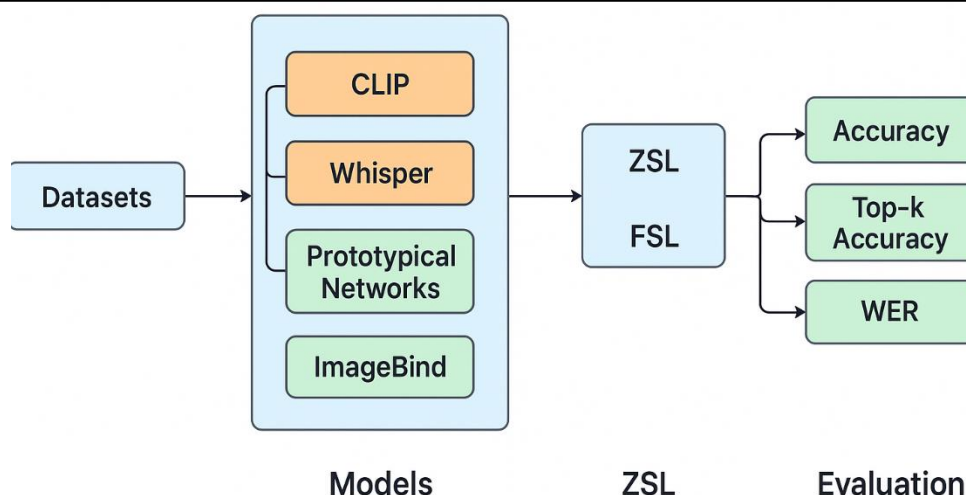 Datasets
CLIP
Whisper
Prototypical
Networks
ImageBind
ZSL
FSL
Accuracy
Top-k
Accuracy
WER
Models
ZSL
Evaluation